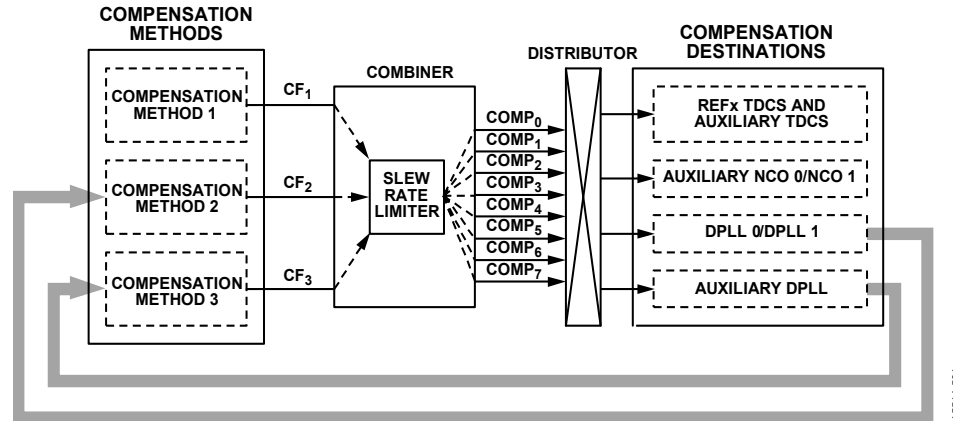 COMPENSATION
METHODS
COMPENSATION
METHOD 1
COMPENSATION
METHOD 2
COMPENSATION
METHOD 3
CF1
CF2
CF3
COMBINER
SLEW
RATE
LIMITER
COMP0
COMP1
COMP2
COMP3
COMP4
COMP5
COMP6
COMP7
DISTRIBUTOR
COMPENSATION
DESTINATIONS
REFx TDCS AND
AUXILIARY TDCS
AUXILIARY NCO 0/NCO 1
DPLL 0/DPLL 1
AUXILIARY DPLL